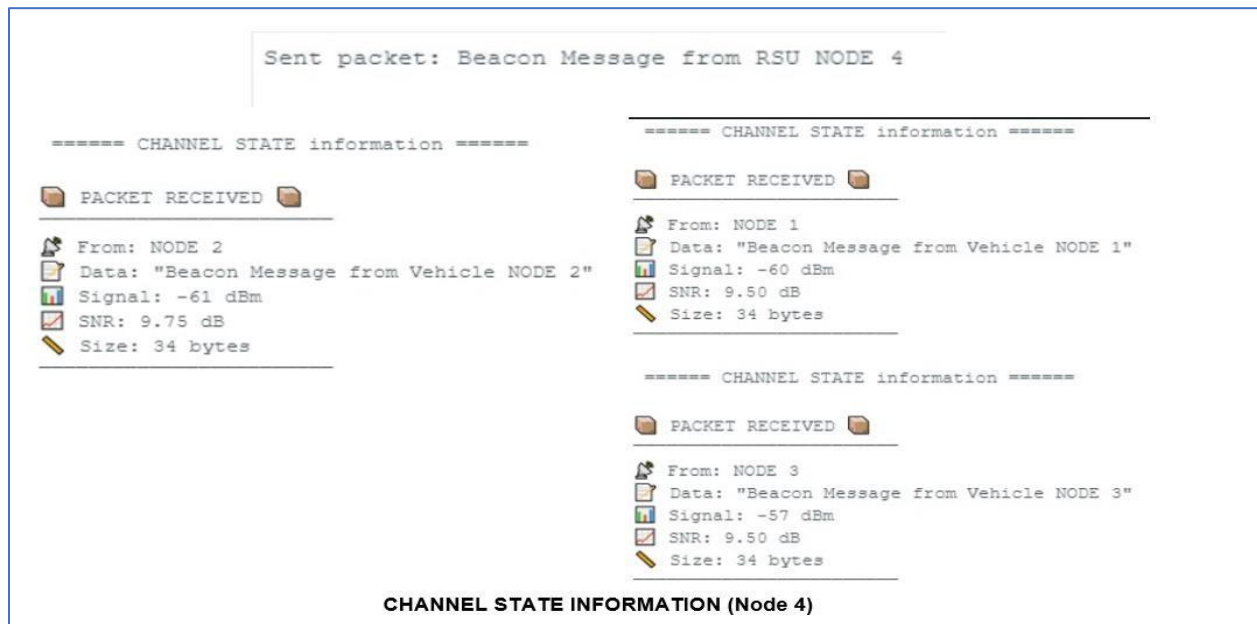 Sent packet: Beacon Message from RSU NODE 4
====== CHANNEL STATE information ======
PACKET RECEIVED
From: NODE 2
Data: "Beacon Message from Vehicle NODE 2"
Signal: -61 dBm
SNR: 9.75 dB
Size: 34 bytes
====== CHANNEL STATE information ======
PACKET RECEIVED
From: NODE 1
Data: "Beacon Message from Vehicle NODE 1"
Signal: -60 dBm
SNR: 9.50 dB
Size: 34 bytes
====== CHANNEL STATE information ======
PACKET RECEIVED
From: NODE 3
Data: "Beacon Message from Vehicle NODE 3"
Signal: -57 dBm
SNR: 9.50 dB
Size: 34 bytes
CHANNEL STATE INFORMATION (Node 4)